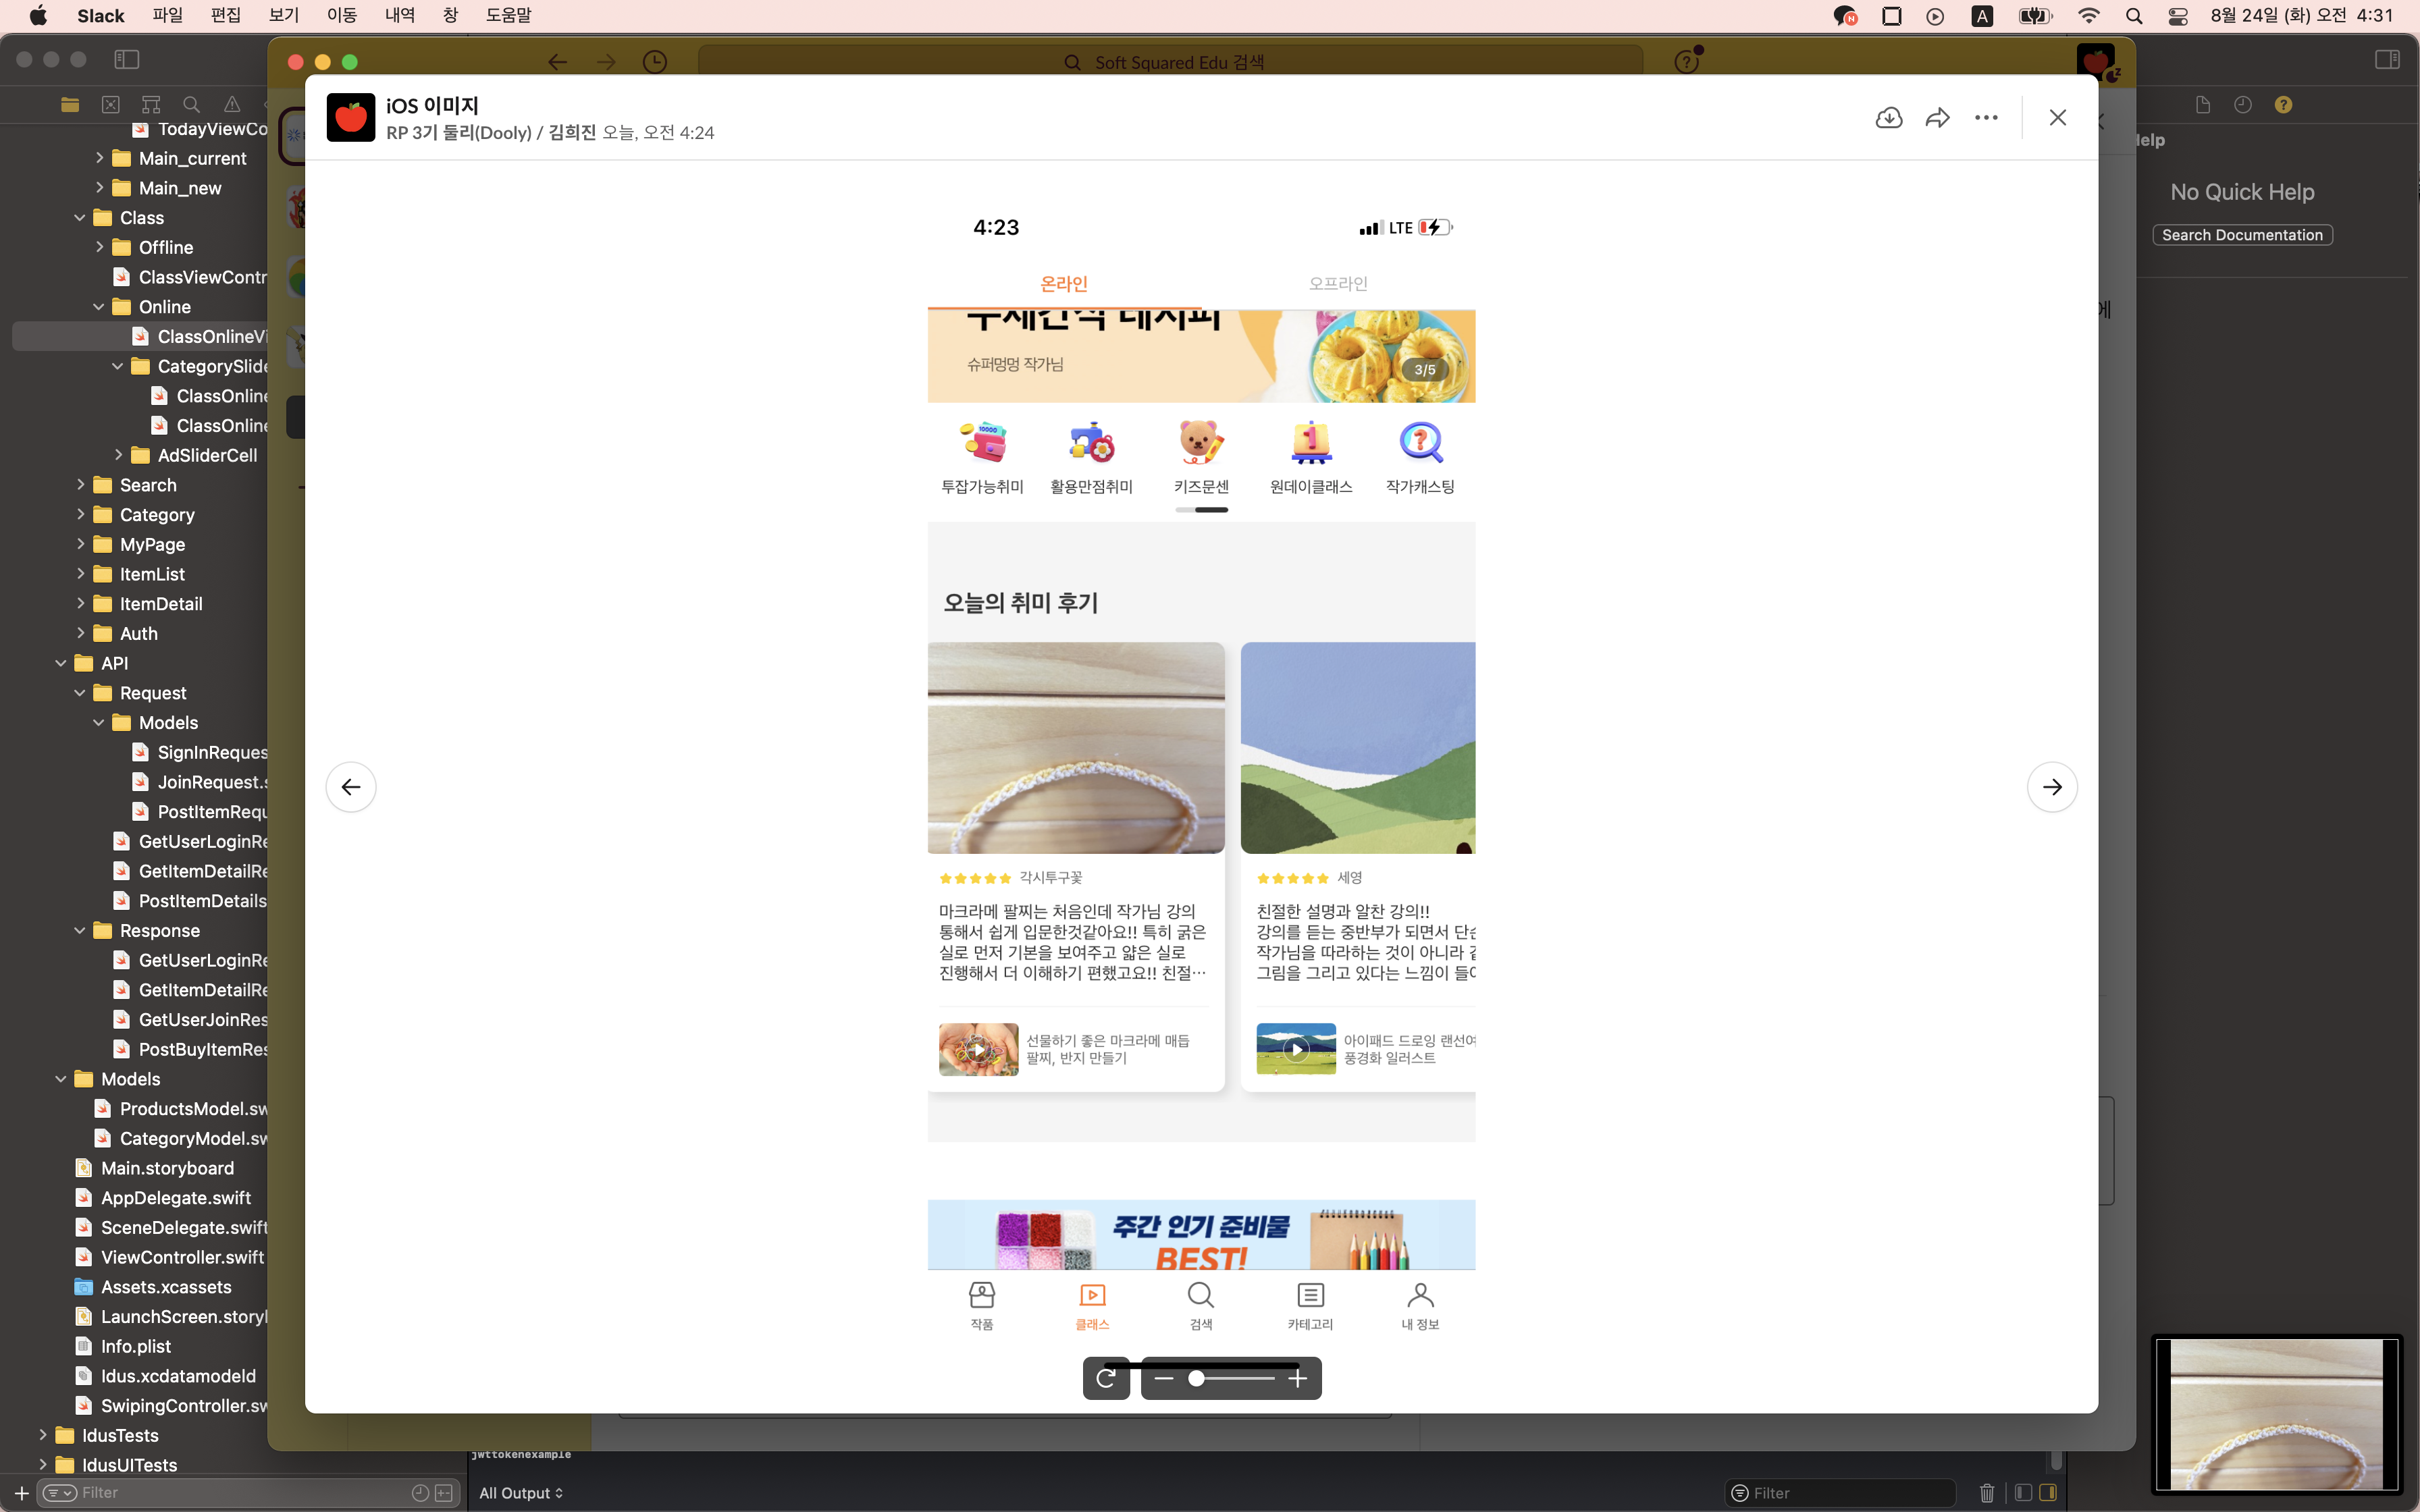 Slack 파일 편집 보기 이동 내역 창 도움말 A 8월 24일 (화) 오전 4:31
Soft Squared Edu 검색
iOS 이미지
RP 3기 둘리(Dooly) / 김희진 오늘, 오전 4:24
TodayViewCo
Main_current
Main_new
Class
Offline
ClassViewContr
Online
ClassOnlineVi
CategorySlide
ClassOnline
ClassOnline
AdSliderCell
Search
Category
MyPage
ItemList
ItemDetail
Auth
API
Request
Models
SignInReques
JoinRequest.s
PostItemRequ
GetUserLoginRe
GetItemDetailRe
PostItemDetails
Response
GetUserLoginRe
GetItemDetailRe
GetUserJoinRes
PostBuyItemRes
Models
ProductsModel.sw
CategoryModel.sw
Main.storyboard
AppDelegate.swift
SceneDelegate.swift
ViewController.swift
Assets.xcassets
LaunchScreen.storyl
Info.plist
Idus.xcdatamodeld
SwipingController.sw
IdusTests
IdusUITests
Filter
4:23 LTE
온라인 오프라인
수제간식 레시피
슈퍼멍멍 작가님
3/5
투잡가능취미 활용만점취미 키즈문센 원데이클래스 작가캐스팅
오늘의 취미 후기
각시투구꽃
마크라메 팔찌는 처음인데 작가님 강의
통해서 쉽게 입문한것같아요!! 특히 굵은
실로 먼저 기본을 보여주고 얇은 실로
진행해서 더 이해하기 편했고요!! 친절…
선물하기 좋은 마크라메 매듭
팔찌, 반지 만들기
세영
친절한 설명과 알찬 강의!!
강의를 듣는 중반부가 되면서 단순
작가님을 따라하는 것이 아니라
그림을 그리고 있다는 느낌이 들어
아이패드 드로잉 랜선여
풍경화 일러스트
주간 인기 준비물
BEST!
작품 클래스 검색 카테고리 내 정보
Help
No Quick Help
Search Documentation
에
jwttokenexample
All Output
Filter